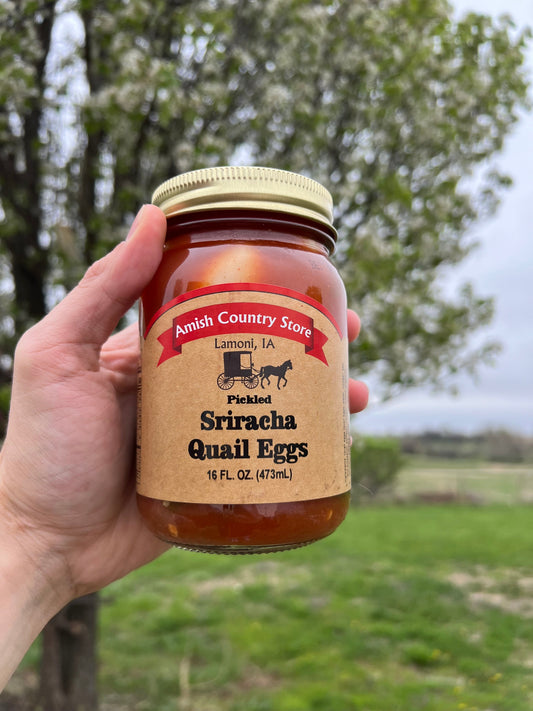 Amish Country Store
Lamoni, IA
Pickled
Sriracha
Quail Eggs
16 FL. OZ. (473mL)